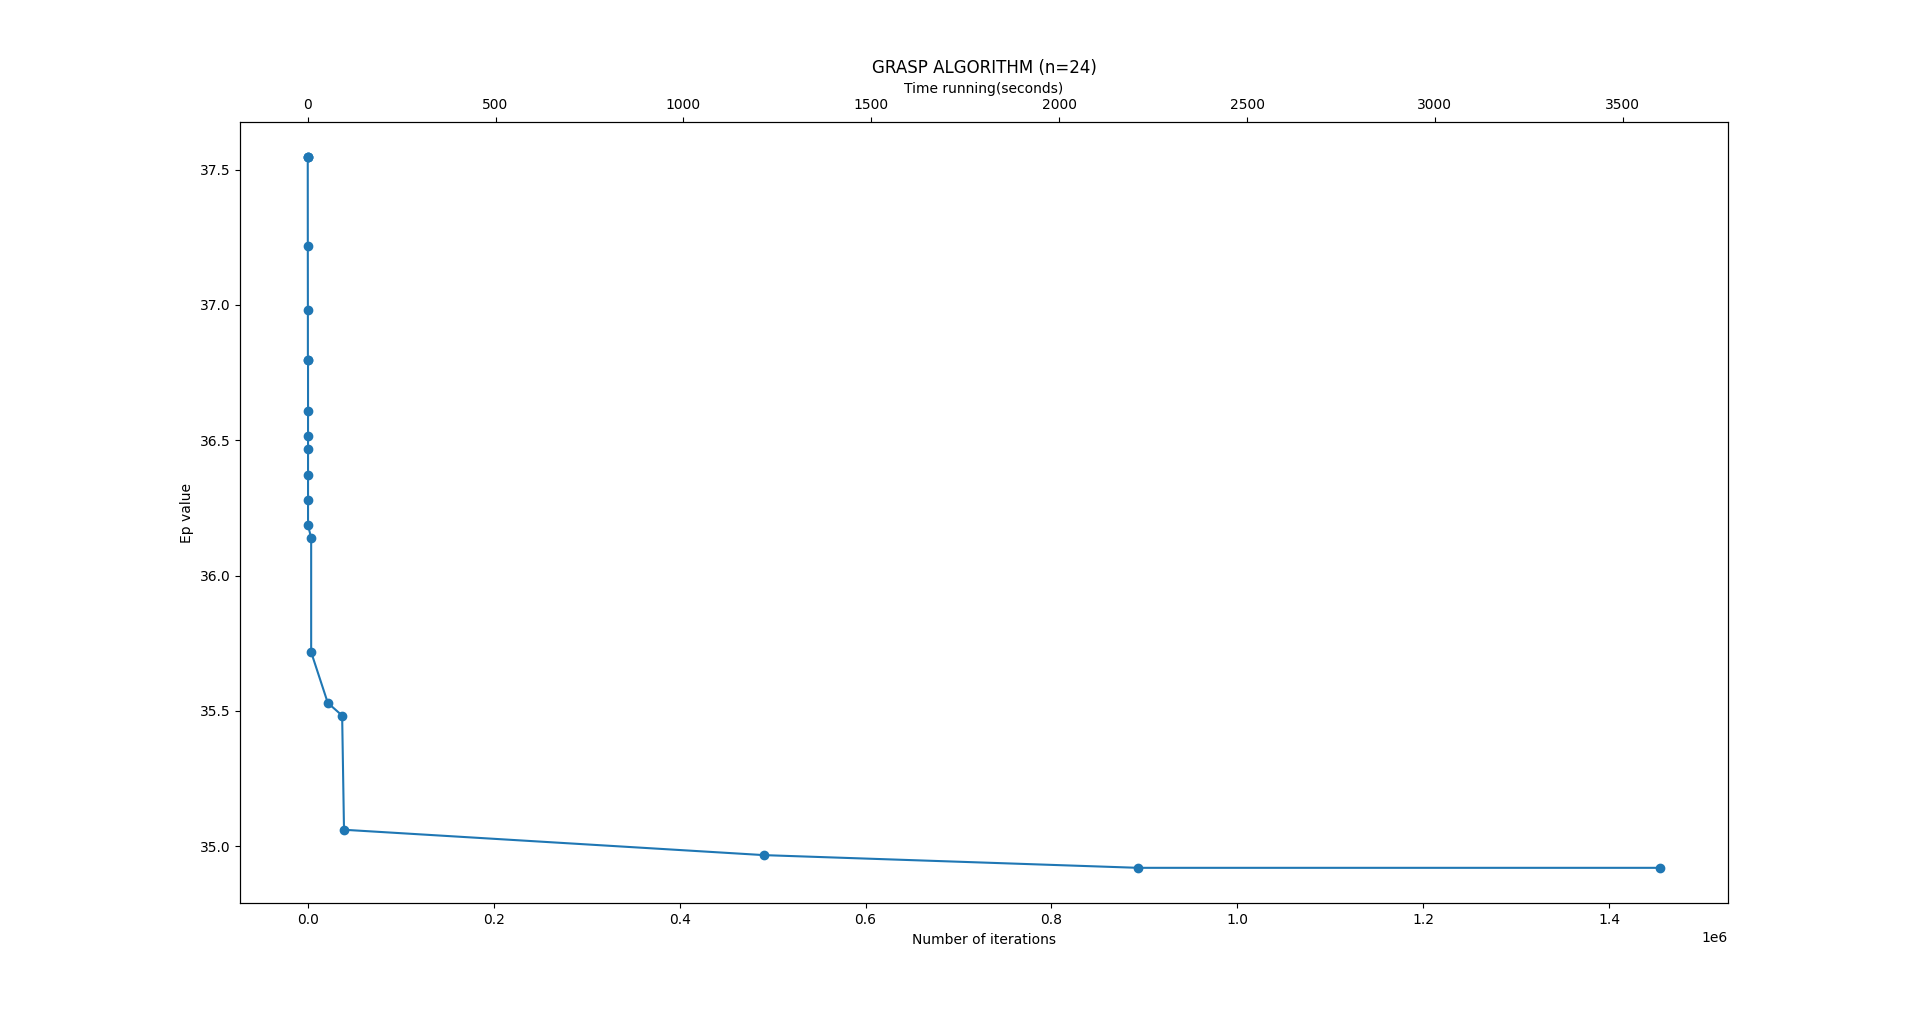 GRASP ALGORITHM (n=24)
Time running(seconds)
0 500 1000 1500 2000 2500 3000 3500
37.5
37.0
36.5
36.0
35.5
35.0
Ep value
0.0 0.2 0.4 0.6 0.8 1.0 1.2 1.4
Number of iterations
1e6